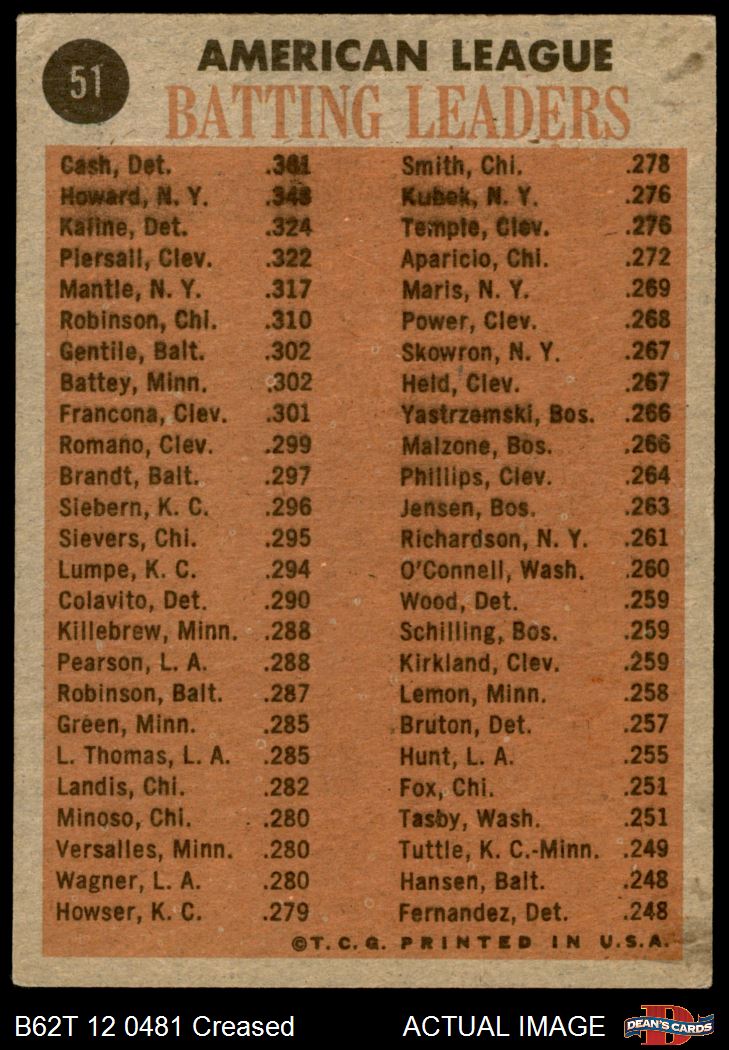 51
AMERICAN LEAGUE
BATTING LEADERS
Cash, Det. .361
Howard, N. Y. .348
Kaline, Det. .324
Piersall, Clev. .322
Mantle, N. Y. .317
Robinson, Chi. .310
Gentile, Balt. .302
Battey, Minn. .302
Francona, Clev. .301
Romano, Clev. .299
Brandt, Balt. .297
Siebern, K. C. .296
Sievers, Chi. .295
Lumpe, K. C. .294
Colavito, Det. .290
Killebrew, Minn. .288
Pearson, L. A. .288
Robinson, Balt. .287
Green, Minn. .285
L. Thomas, L. A. .285
Landis, Chi. .282
Minoso, Chi. .280
Versalles, Minn. .280
Wagner, L. A. .280
Howser, K. C. .279
Smith, Chi. .278
Kubek, N. Y. .276
Temple, Clev. .276
Aparicio, Chi. .272
Maris, N. Y. .269
Power, Clev. .268
Skowron, N. Y. .267
Held, Clev. .267
Yastrzemski, Bos. .266
Malzone, Bos. .266
Phillips, Clev. .264
Jensen, Bos. .263
Richardson, N. Y. .261
O'Connell, Wash. .260
Wood, Det. .259
Schilling, Bos. .259
Kirkland, Clev. .259
Lemon, Minn. .258
Bruton, Det. .257
Hunt, L. A. .255
Fox, Chi. .251
Tasby, Wash. .251
Tuttle, K. C.-Minn. .249
Hansen, Balt. .248
Fernandez, Det. .248
©T. C. G. PRINTED IN U.S.A.
B62T 12 0481 Creased
ACTUAL IMAGE
DEAN'S CARDS